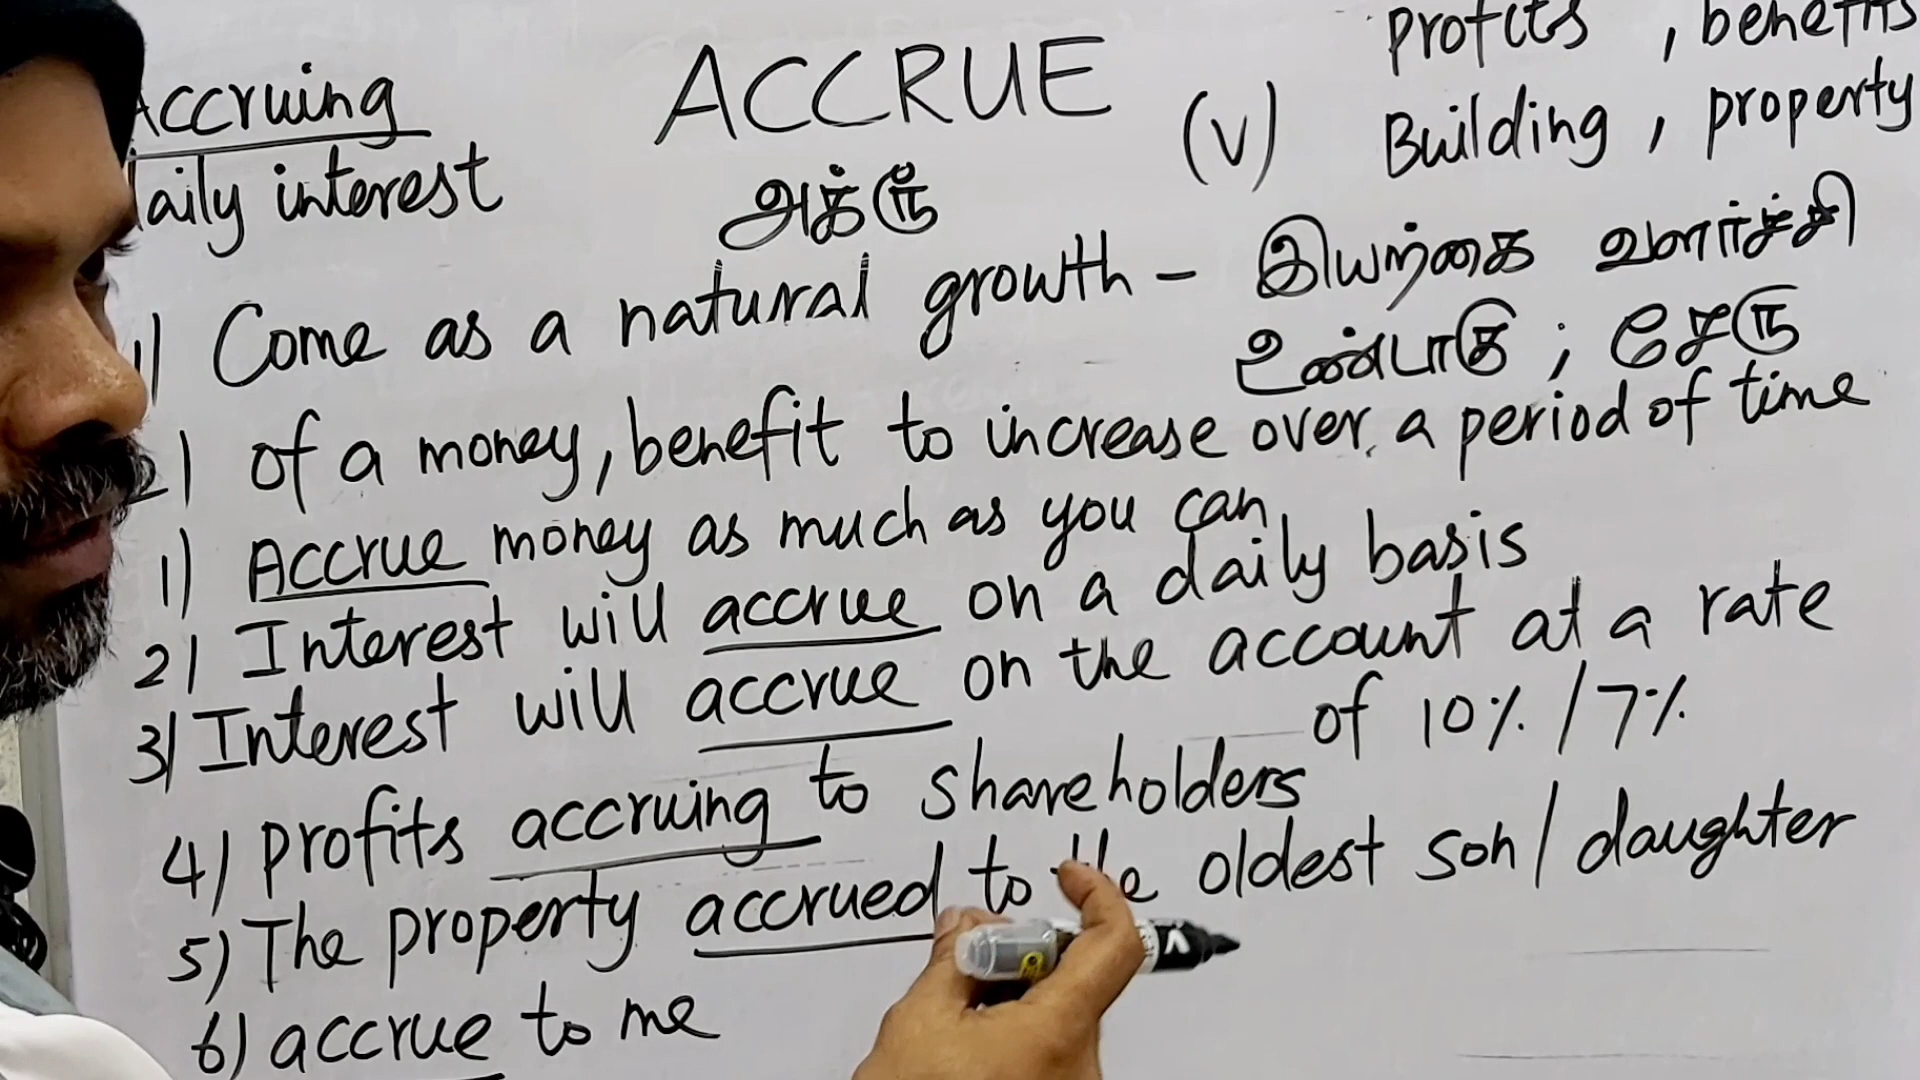 Accruing
daily interest
ACCRUE (v)
profits, benefits
Building, property
அக்ரூ
1) Come as a natural growth - இயற்கை வளர்ச்சி
உண்டாகு ; சேரு
2) of a money, benefit to increase over a period of time
1) Accrue money as much as you can
2) Interest will accrue on a daily basis
3) Interest will accrue on the account at a rate
of 10% / 7%
4) profits accruing to shareholders
5) The property accrued to the oldest son / daughter
6) accrue to me